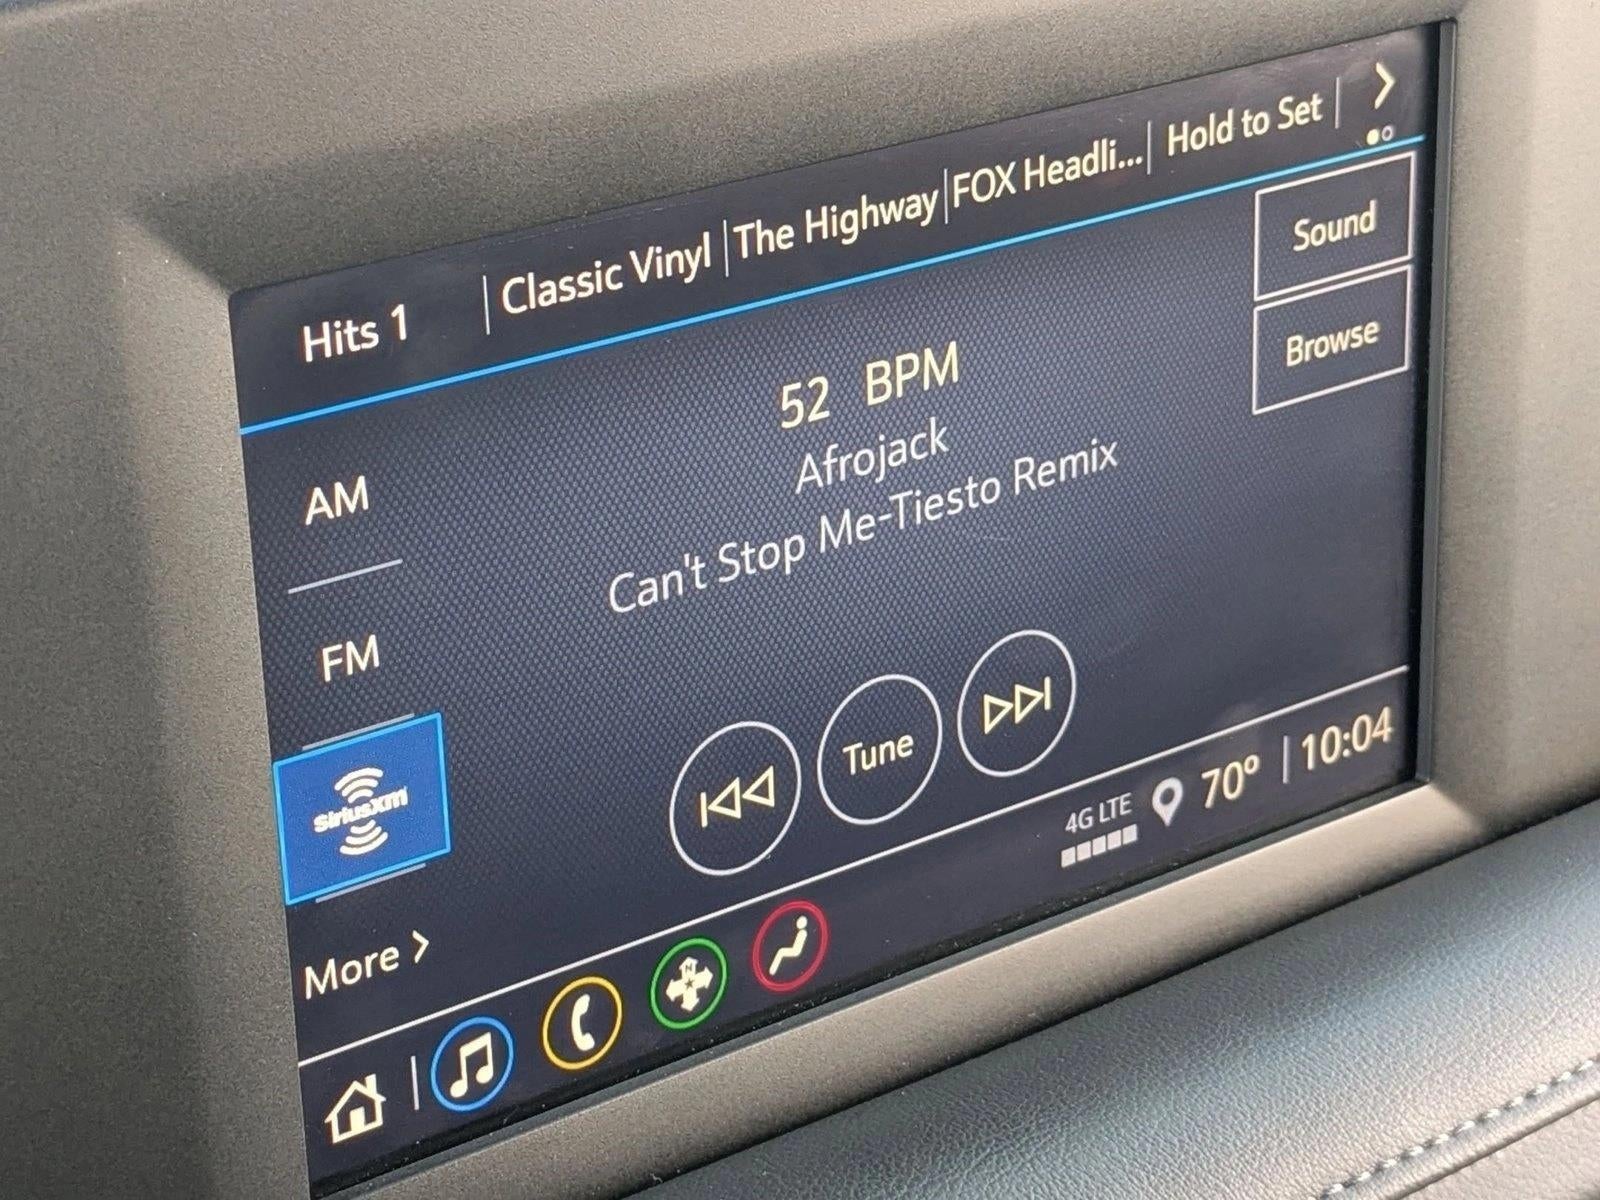 Hits 1 Classic Vinyl The Highway FOX Headli... Hold to Set
Sound
Browse
52 BPM
Afrojack
Can't Stop Me-Tiesto Remix
AM
FM
SiriusXM
More
Tune
4G LTE 70° 10:04
N